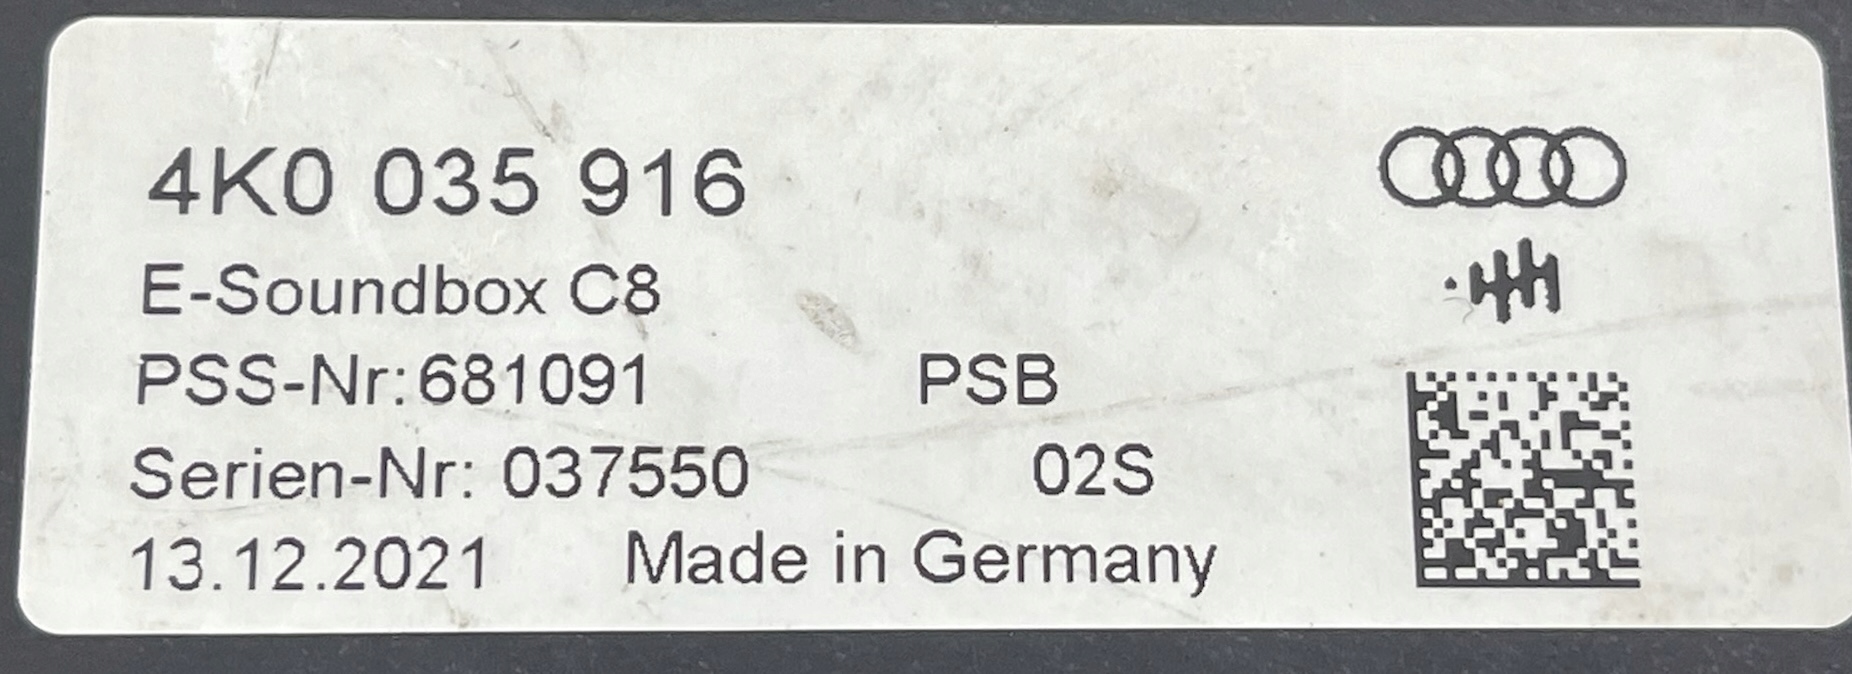 4K0 035 916
E-Soundbox C8
PSS-Nr:681091 PSB
Serien-Nr: 037550 02S
13.12.2021 Made in Germany